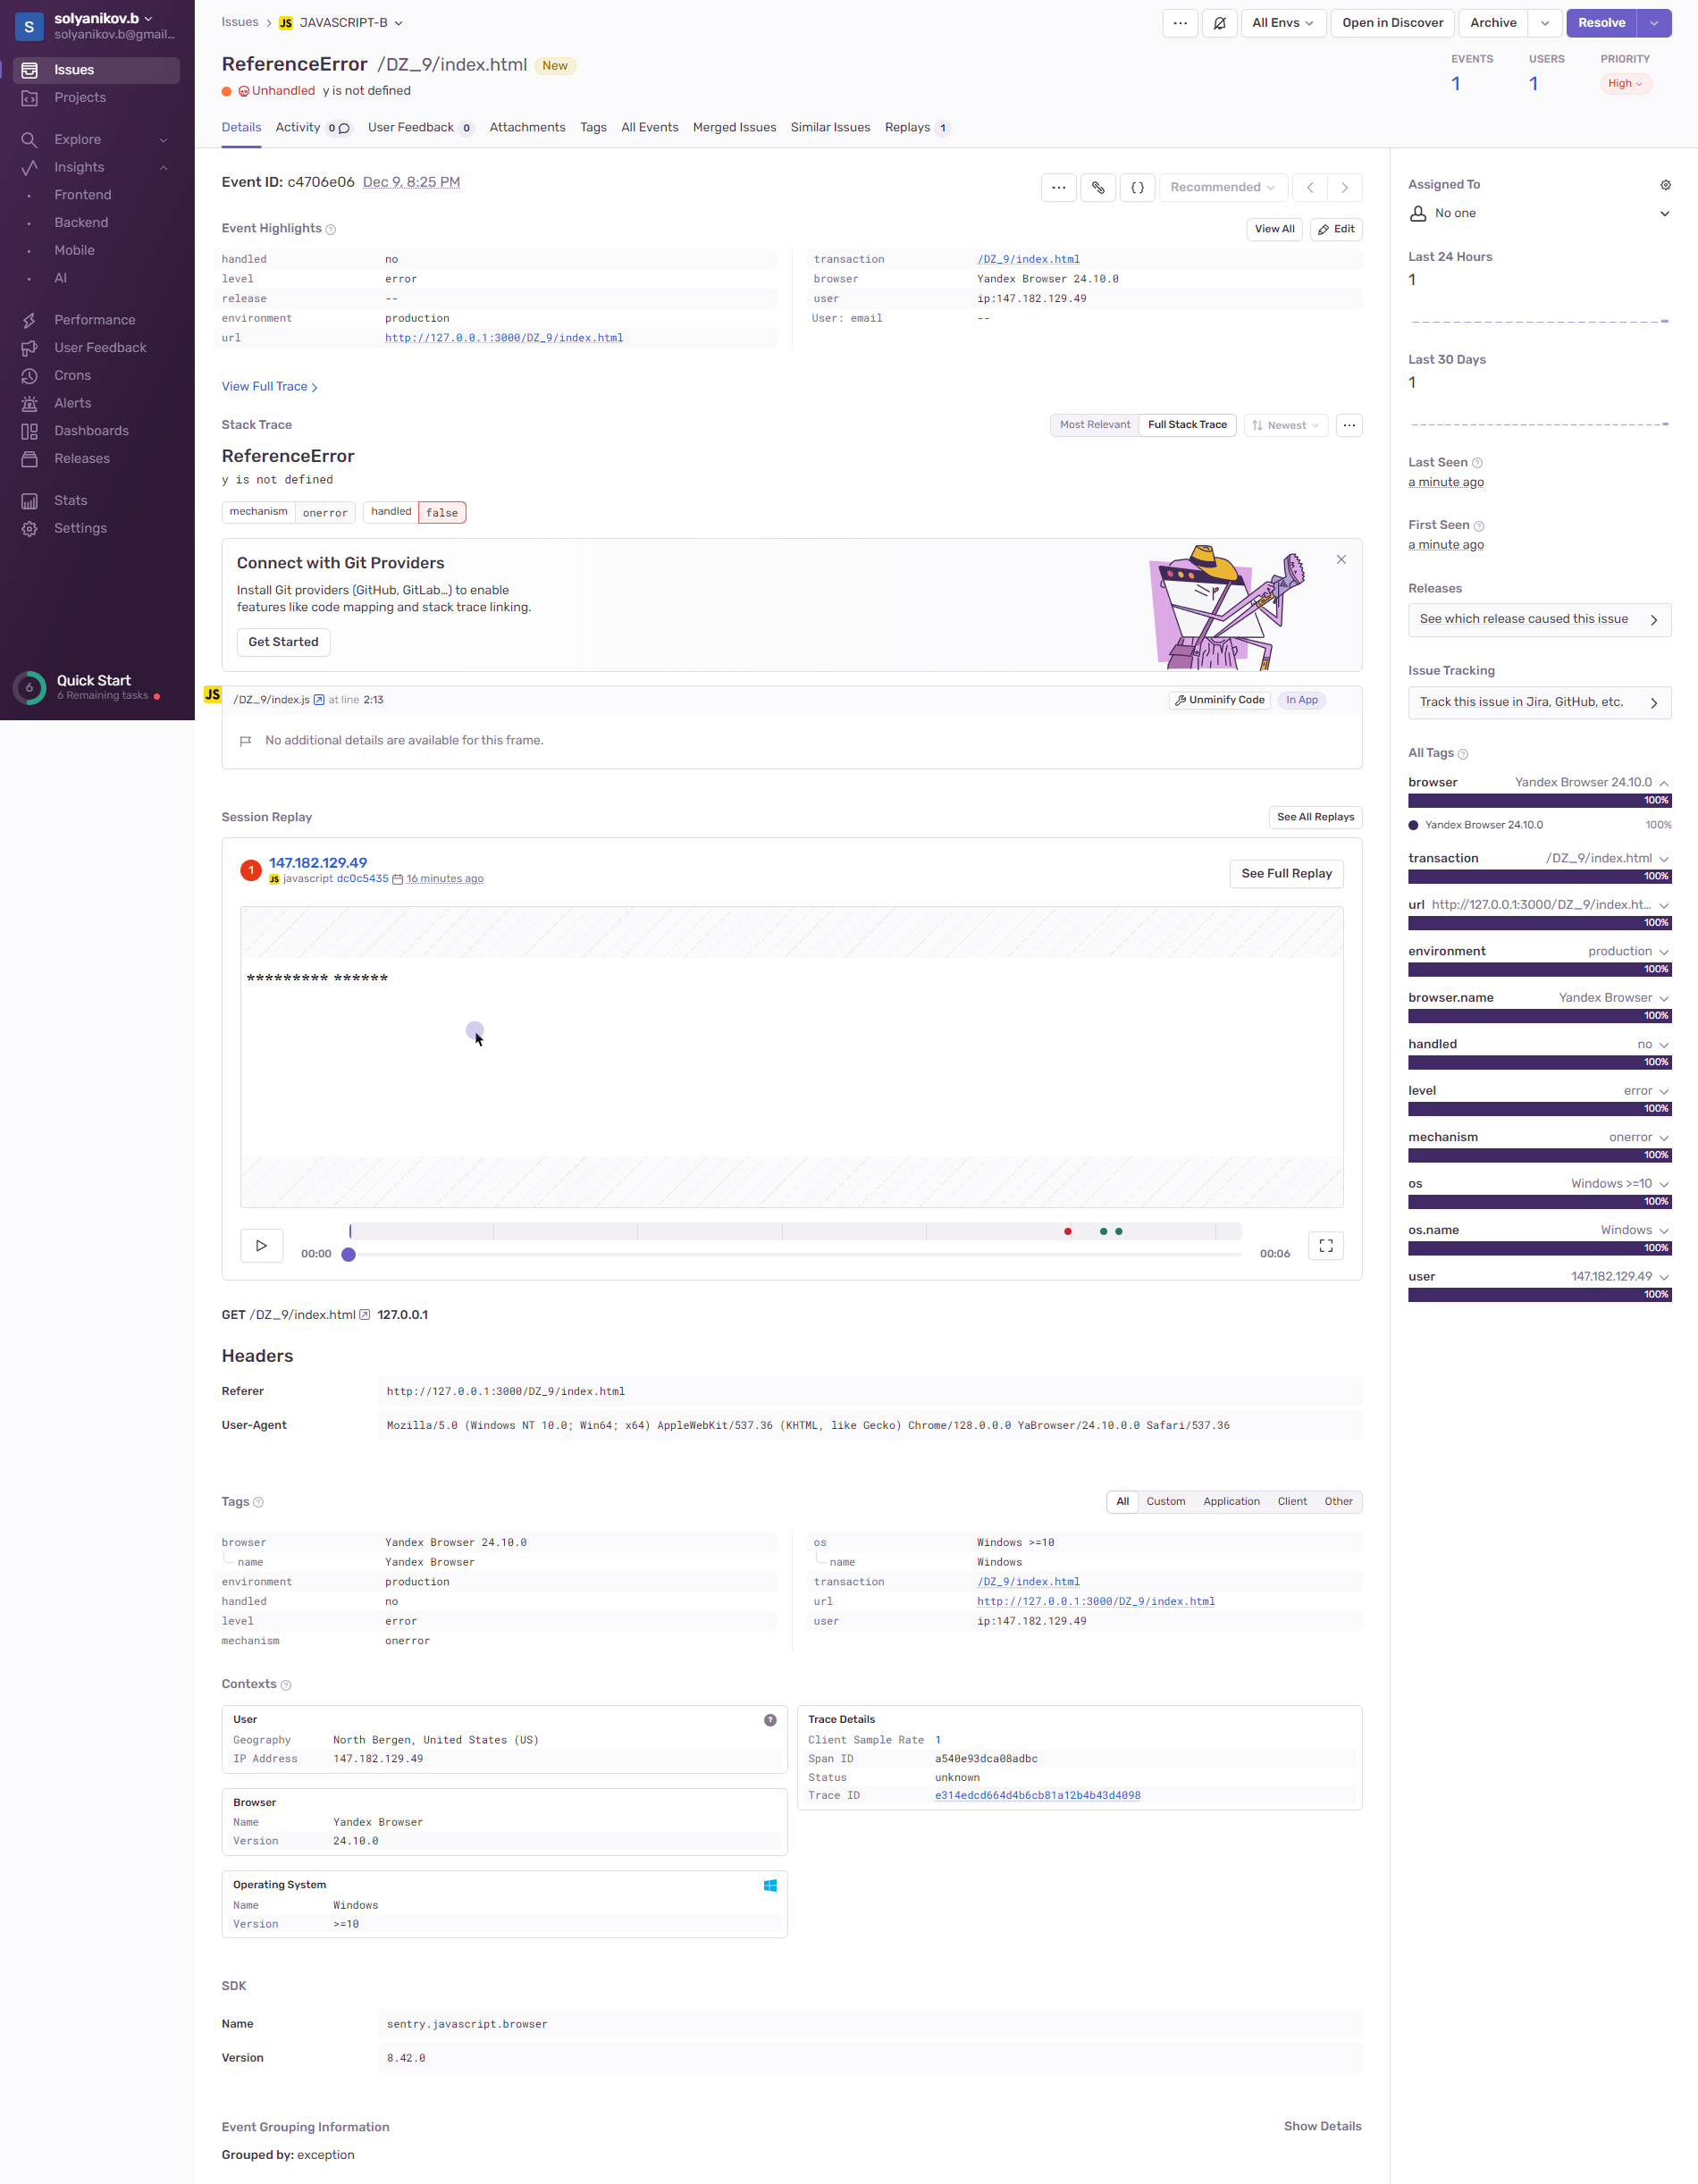 S
solyanikov.b
solyanikov.b@gmail...
Issues
Projects
Explore
Insights
Frontend
Backend
Mobile
AI
Performance
User Feedback
Crons
Alerts
Dashboards
Releases
Stats
Settings
6
Quick Start
6 Remaining tasks
Issues > JS JAVASCRIPT-B
... All Envs Open in Discover Archive Resolve
ReferenceError /DZ_9/index.html New
Unhandled y is not defined
EVENTS USERS PRIORITY
1 1 High
Details Activity 0 User Feedback 0 Attachments Tags All Events Merged Issues Similar Issues Replays 1
Event ID: c4706e06 Dec 9, 8:25 PM
... {} Recommended
Event Highlights ?
View All Edit
handled no
level error
release --
environment production
url http://127.0.0.1:3000/DZ_9/index.html
transaction /DZ_9/index.html
browser Yandex Browser 24.10.0
user ip:147.182.129.49
User: email --
View Full Trace >
Stack Trace
Most Relevant Full Stack Trace Newest ...
ReferenceError
y is not defined
mechanism onerror handled false
Connect with Git Providers
Install Git providers (GitHub, GitLab…) to enable
features like code mapping and stack trace linking.
Get Started
JS /DZ_9/index.js at line 2:13 Unminify Code In App
No additional details are available for this frame.
Session Replay See All Replays
1 147.182.129.49
JS javascript dc0c5435 16 minutes ago
See Full Replay
********* ******
00:00 00:06
GET /DZ_9/index.html 127.0.0.1
Headers
Referer http://127.0.0.1:3000/DZ_9/index.html
User-Agent Mozilla/5.0 (Windows NT 10.0; Win64; x64) AppleWebKit/537.36 (KHTML, like Gecko) Chrome/128.0.0.0 YaBrowser/24.10.0.0 Safari/537.36
Tags ?
All Custom Application Client Other
browser Yandex Browser 24.10.0
name Yandex Browser
environment production
handled no
level error
mechanism onerror
os Windows >=10
name Windows
transaction /DZ_9/index.html
url http://127.0.0.1:3000/DZ_9/index.html
user ip:147.182.129.49
Contexts ?
User ?
Geography North Bergen, United States (US)
IP Address 147.182.129.49
Browser
Name Yandex Browser
Version 24.10.0
Operating System
Name Windows
Version >=10
Trace Details
Client Sample Rate 1
Span ID a540e93dca08adbc
Status unknown
Trace ID e314edcd664d4b6cb81a12b4b43d4098
SDK
Name sentry.javascript.browser
Version 8.42.0
Event Grouping Information Show Details
Grouped by: exception
Assigned To
No one
Last 24 Hours
1
Last 30 Days
1
Last Seen ?
a minute ago
First Seen ?
a minute ago
Releases
See which release caused this issue
Issue Tracking
Track this issue in Jira, GitHub, etc.
All Tags ?
browser Yandex Browser 24.10.0
100%
Yandex Browser 24.10.0 100%
transaction /DZ_9/index.html
100%
url http://127.0.0.1:3000/DZ_9/index.ht...
100%
environment production
100%
browser.name Yandex Browser
100%
handled no
100%
level error
100%
mechanism onerror
100%
os Windows >=10
100%
os.name Windows
100%
user 147.182.129.49
100%